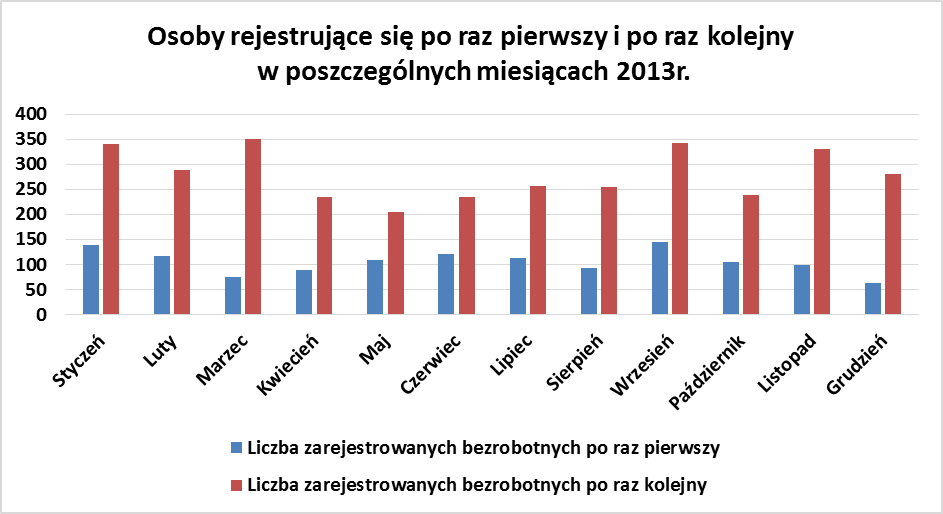 Osoby rejestrujące się po raz pierwszy i po raz kolejny
w poszczególnych miesiącach 2013r.
400
350
300
250
200
150
100
50
0
Styczeń
Luty
Marzec
Kwiecień
Maj
Czerwiec
Lipiec
Sierpień
Wrzesień
Październik
Listopad
Grudzień
Liczba zarejestrowanych bezrobotnych po raz pierwszy
Liczba zarejestrowanych bezrobotnych po raz kolejny